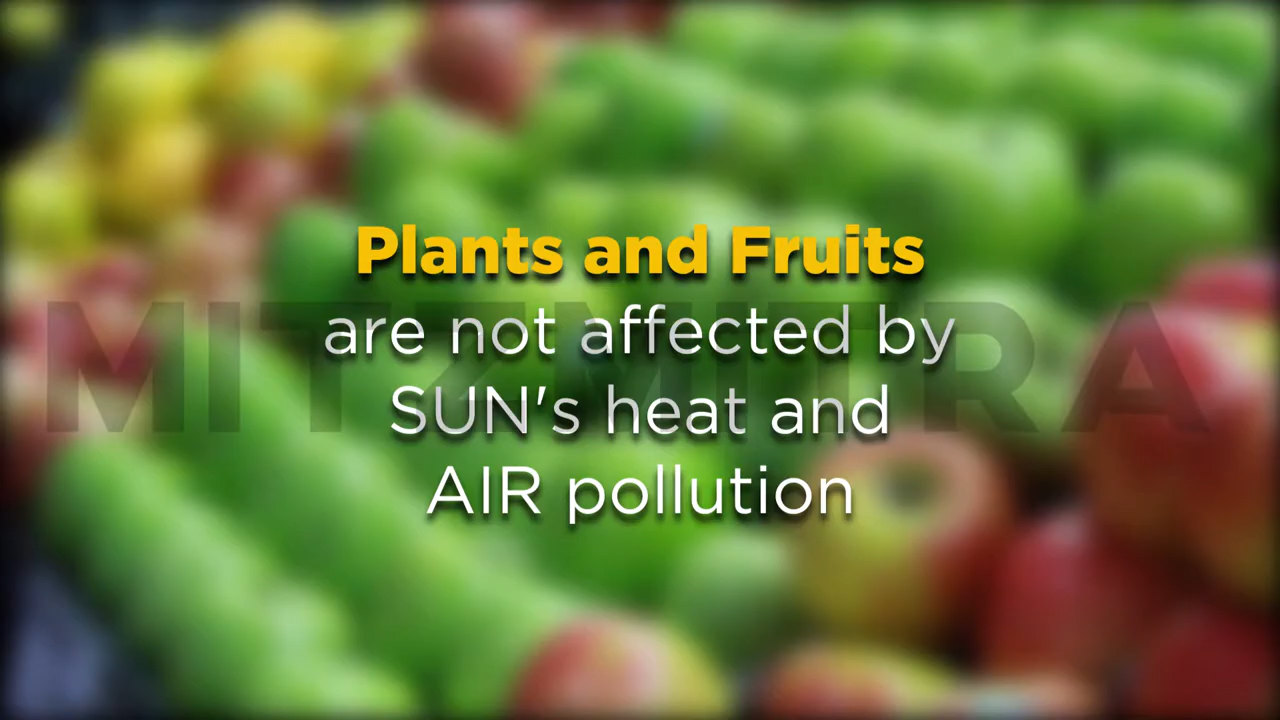 Plants and Fruits
are not affected by
SUN's heat and
AIR pollution
MITZMITRA